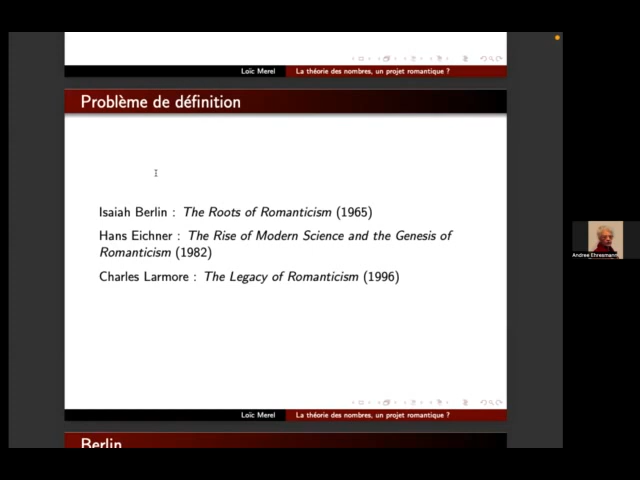 Loïc Merel La théorie des nombres, un projet romantique ?
Problème de définition
Isaiah Berlin : The Roots of Romanticism (1965)
Hans Eichner : The Rise of Modern Science and the Genesis of
Romanticism (1982)
Charles Larmore : The Legacy of Romanticism (1996)
Andree Ehresmann
Loïc Merel La théorie des nombres, un projet romantique ?
Berlin